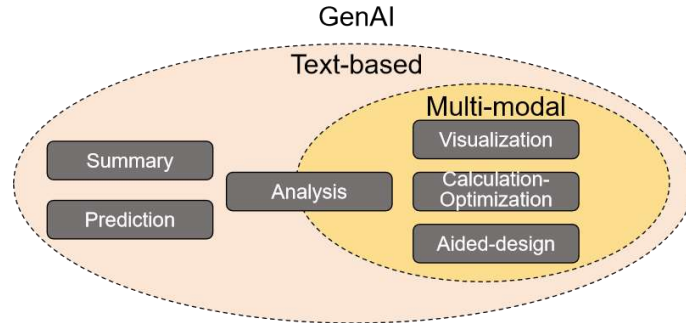 GenAI
Text-based
Multi-modal
Visualization
Summary
Analysis
Calculation-
Optimization
Prediction
Aided-design